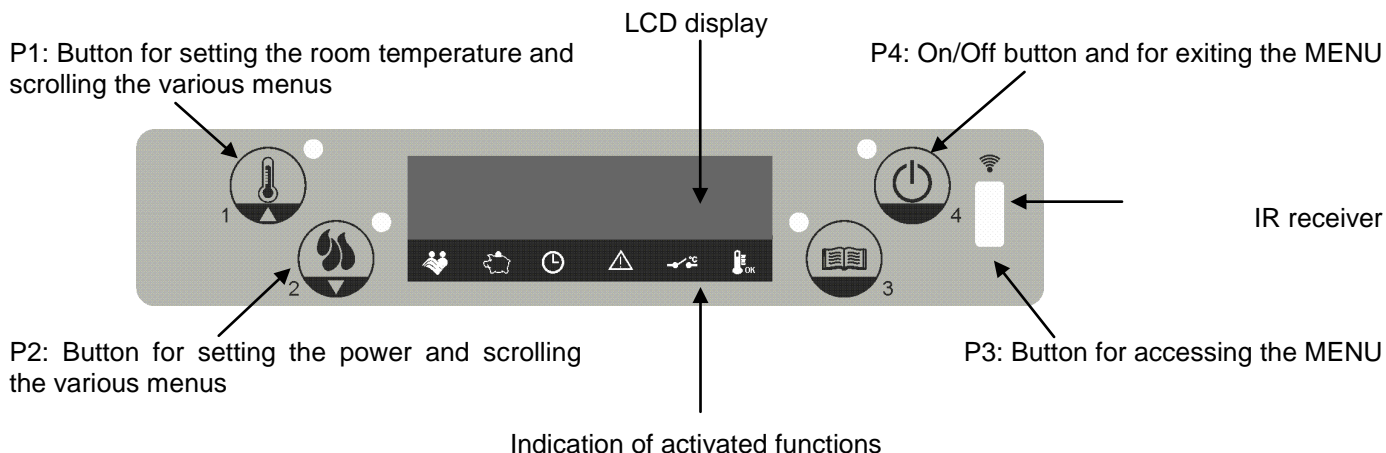 LCD display
P1: Button for setting the room temperature and
scrolling the various menus
P4: On/Off button and for exiting the MENU
1
4
IR receiver
°C
OK
2
3
P2: Button for setting the power and scrolling
the various menus
P3: Button for accessing the MENU
Indication of activated functions